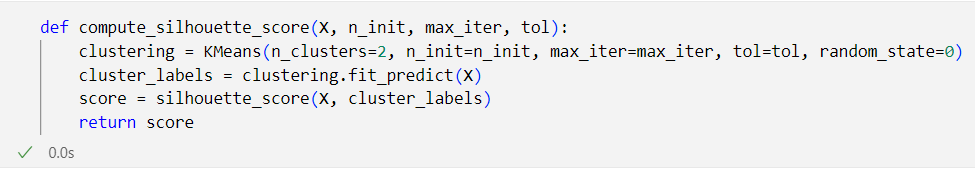 def compute_silhouette_score(X, n_init, max_iter, tol):
    clustering = KMeans(n_clusters=2, n_init=n_init, max_iter=max_iter, tol=tol, random_state=0)
    cluster_labels = clustering.fit_predict(X)
    score = silhouette_score(X, cluster_labels)
    return score
0.0s